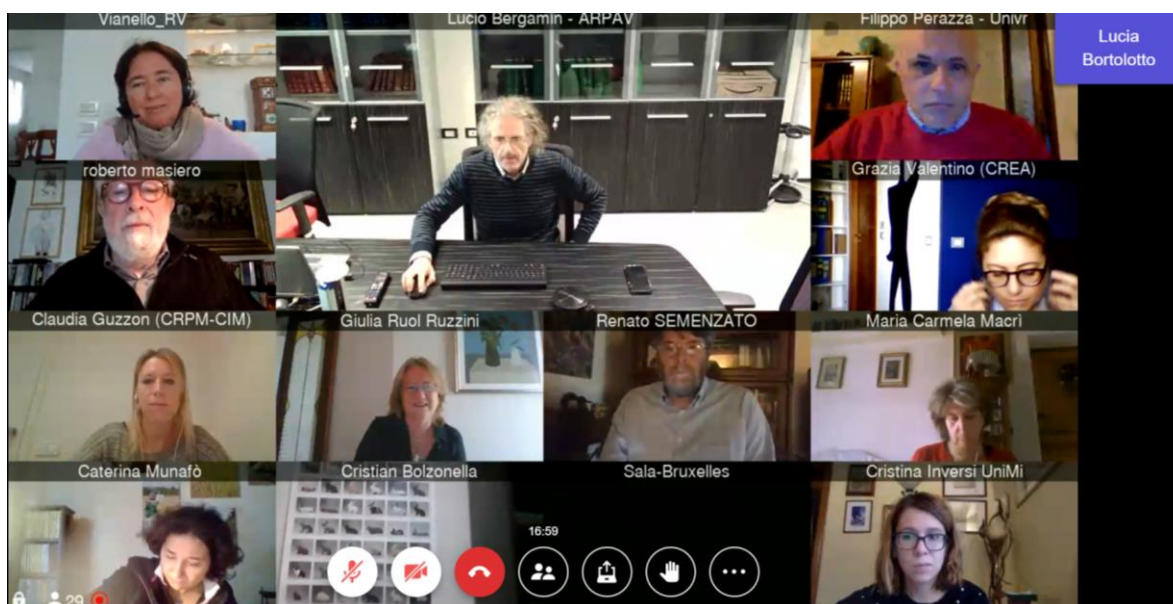 Vianello_RV
Lucio Bergamin - ARPAV
Filippo Perazza - Univr
Lucia
Bortolotto
roberto masiero
Grazia Valentino (CREA)
Claudia Guzzon (CRPM-CIM)
Giulia Ruol Ruzzini
Renato SEMENZATO
Maria Carmela Macrì
Caterina Munafò
Cristian Bolzonella
Sala-Bruxelles
Cristina Inversi UniMi
16:59
29